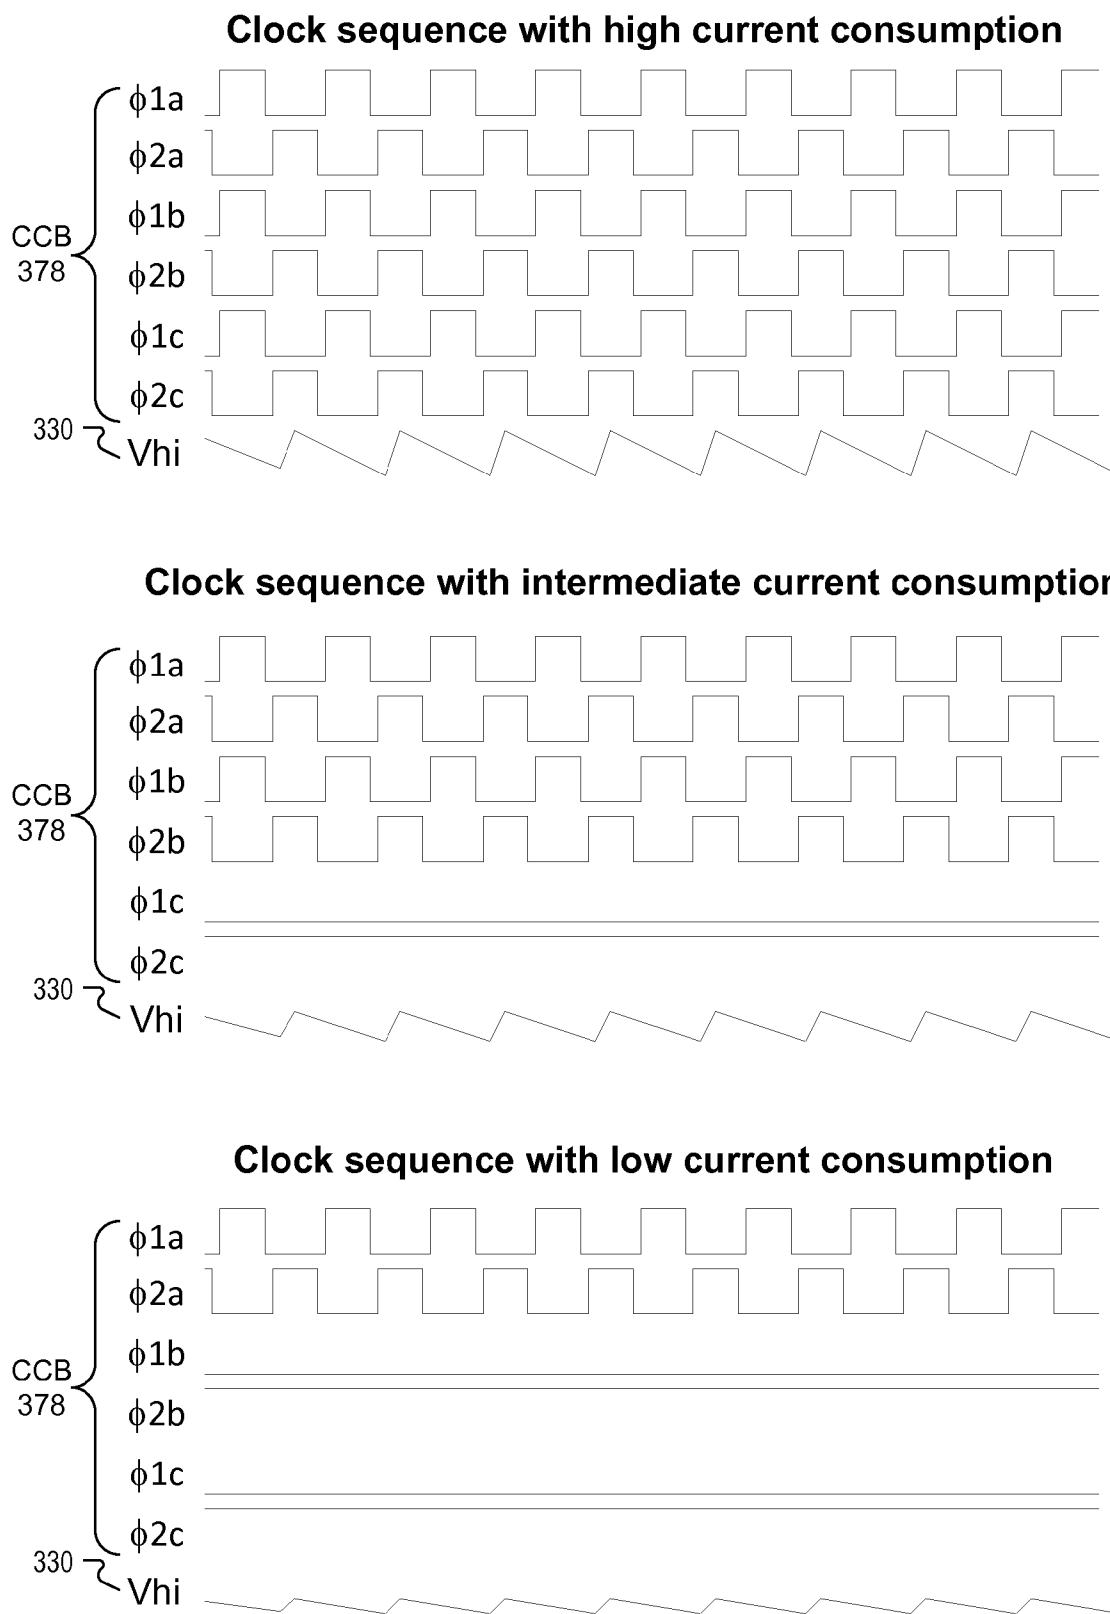 Clock sequence with high current consumption
ϕ1a
ϕ2a
ϕ1b
CCB
378
ϕ2b
ϕ1c
ϕ2c
330
Vhi
Clock sequence with intermediate current consumption
ϕ1a
ϕ2a
ϕ1b
CCB
378
ϕ2b
ϕ1c
ϕ2c
330
Vhi
Clock sequence with low current consumption
ϕ1a
ϕ2a
ϕ1b
CCB
378
ϕ2b
ϕ1c
ϕ2c
330
Vhi